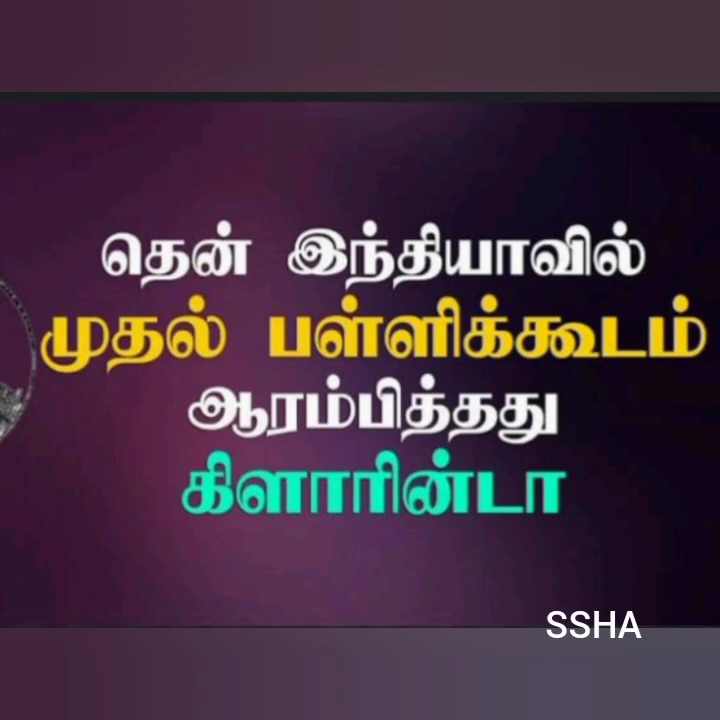 தென் இந்தியாவில்
முதல் பள்ளிக்கூடம்
ஆரம்பித்தது
கிளாரின்டா
SSHA